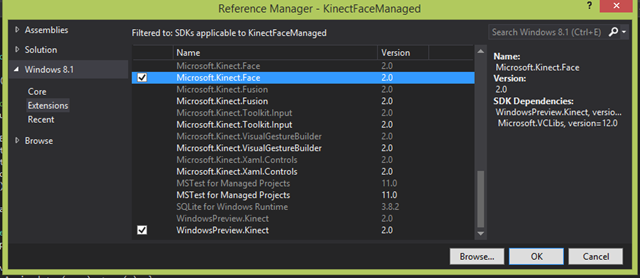 Reference Manager - KinectFaceManaged
Assemblies
Solution
Windows 8.1
Core
Extensions
Recent
Browse
Filtered to: SDKs applicable to KinectFaceManaged
Name Version
Microsoft.Kinect.Face 2.0
Microsoft.Kinect.Face 2.0
Microsoft.Kinect.Fusion 2.0
Microsoft.Kinect.Fusion 2.0
Microsoft.Kinect.Toolkit.Input 2.0
Microsoft.Kinect.Toolkit.Input 2.0
Microsoft.Kinect.VisualGestureBuilder 2.0
Microsoft.Kinect.VisualGestureBuilder 2.0
Microsoft.Kinect.Xaml.Controls 2.0
Microsoft.Kinect.Xaml.Controls 2.0
MSTest for Managed Projects 11.0
MSTest for Managed Projects 11.0
SQLite for Windows Runtime 3.8.2
WindowsPreview.Kinect 2.0
WindowsPreview.Kinect 2.0
Search Windows 8.1 (Ctrl+E)
Name:
Microsoft.Kinect.Face
Version:
2.0
SDK Dependencies:
WindowsPreview.Kinect, versio...
Microsoft.VCLibs, version=12.0
Browse...
OK
Cancel